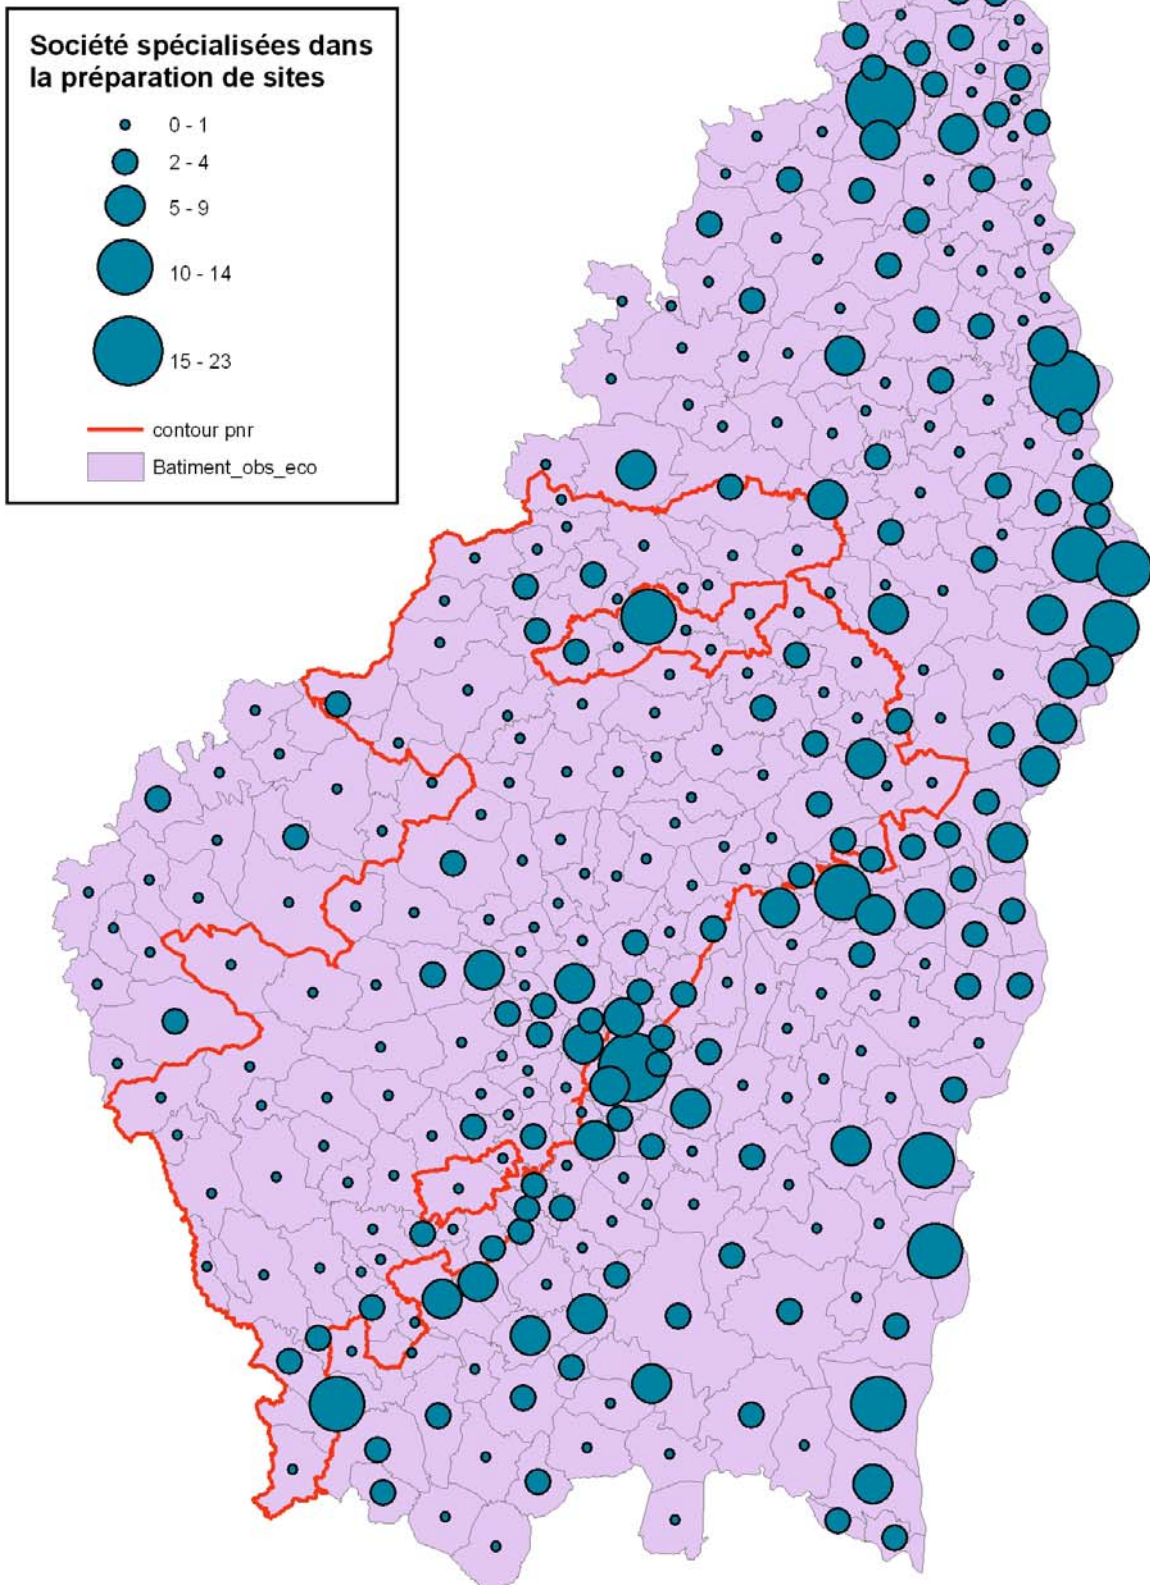 Société spécialisées dans
la préparation de sites
0 - 1
2 - 4
5 - 9
10 - 14
15 - 23
contour pnr
Batiment_obs_eco